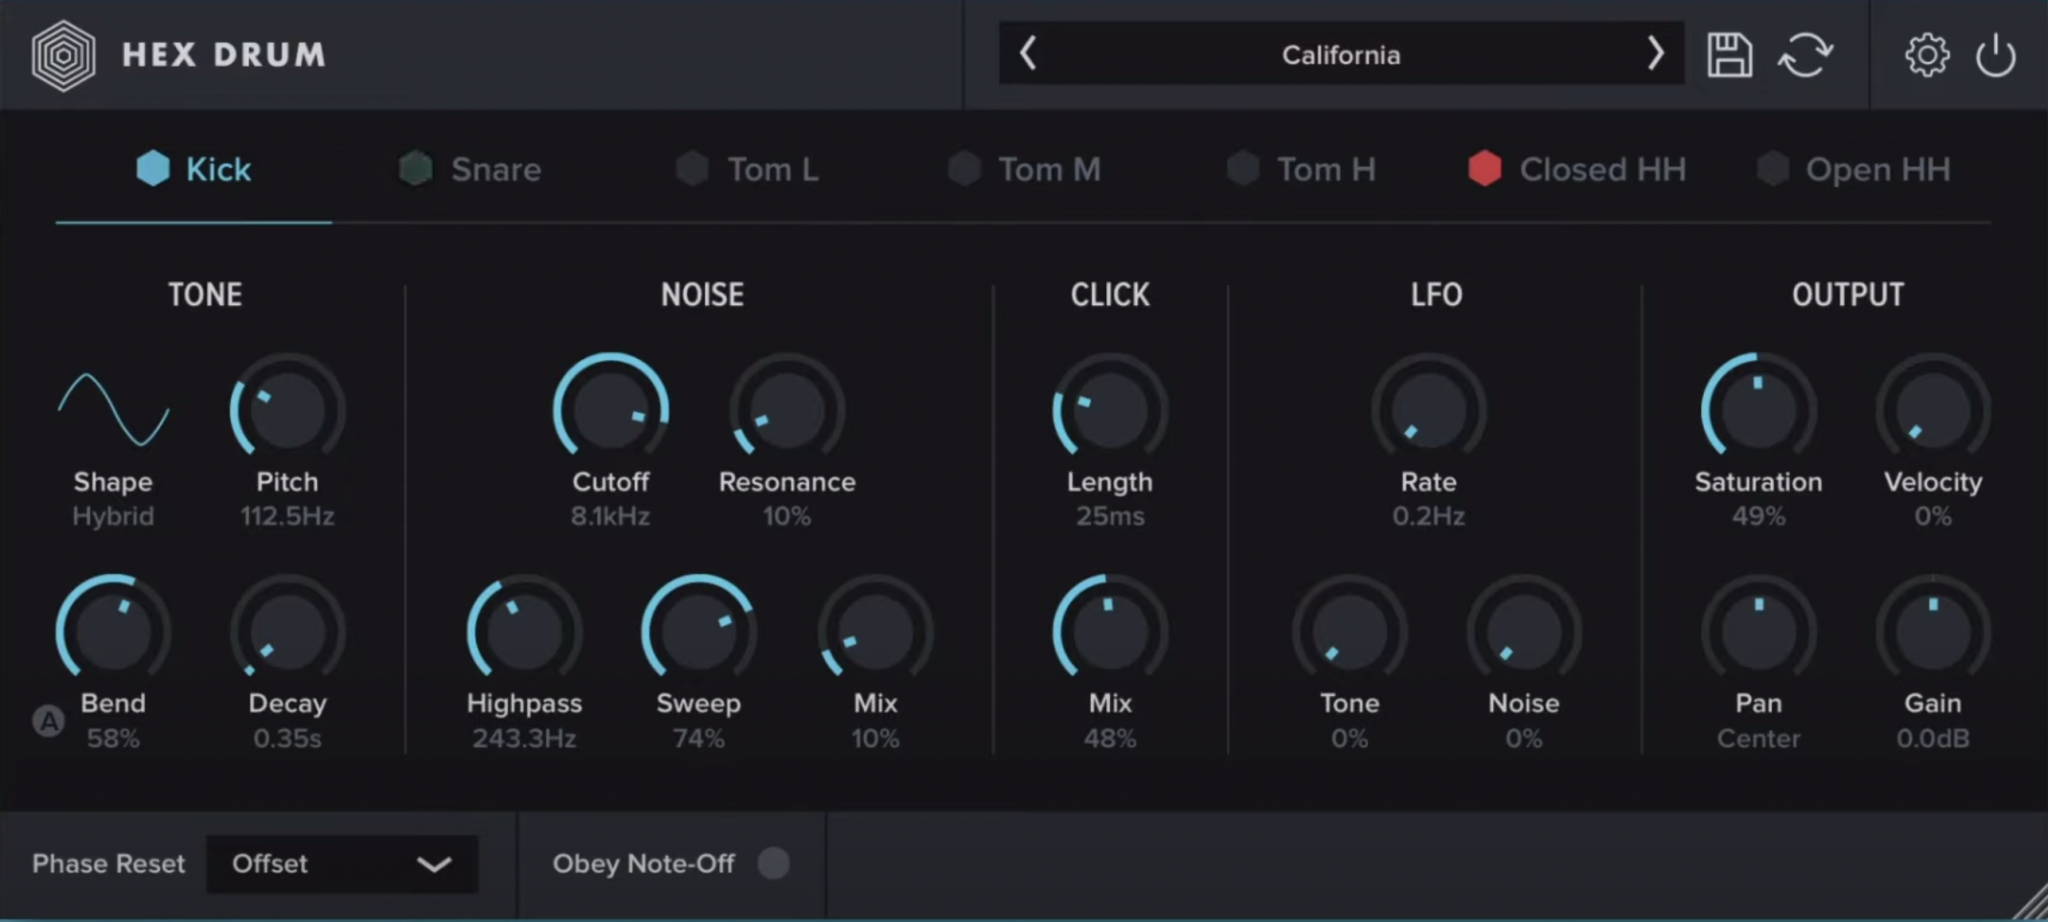 HEX DRUM
California
Kick Snare Tom L Tom M Tom H Closed HH Open HH
TONE NOISE CLICK LFO OUTPUT
Shape Pitch Cutoff Resonance Length Rate Saturation Velocity
Hybrid 112.5Hz 8.1kHz 10% 25ms 0.2Hz 49% 0%
Bend Decay Highpass Sweep Mix Mix Tone Noise Pan Gain
A 58% 0.35s 243.3Hz 74% 10% 48% 0% 0% Center 0.0dB
Phase Reset Offset Obey Note-Off